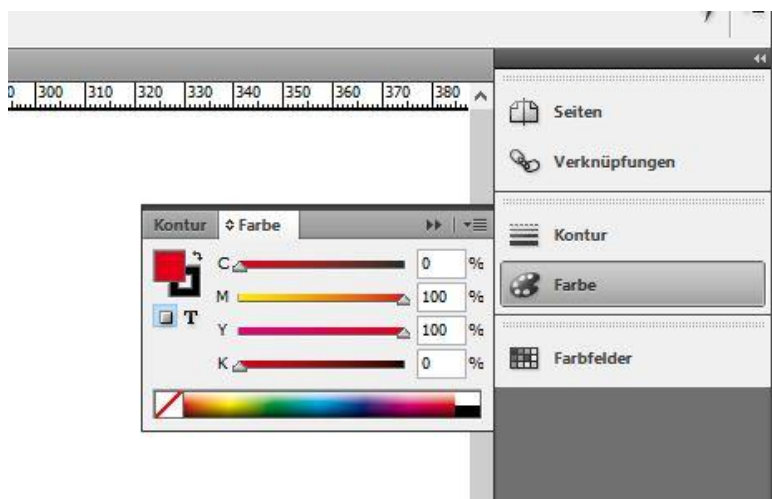 0 300 310 320 330 340 350 360 370 380
Seiten
Verknüpfungen
Kontur Farbe
C 0 %
M 100 %
T
Y 100 %
K 0 %
Kontur
Farbe
Farbfelder